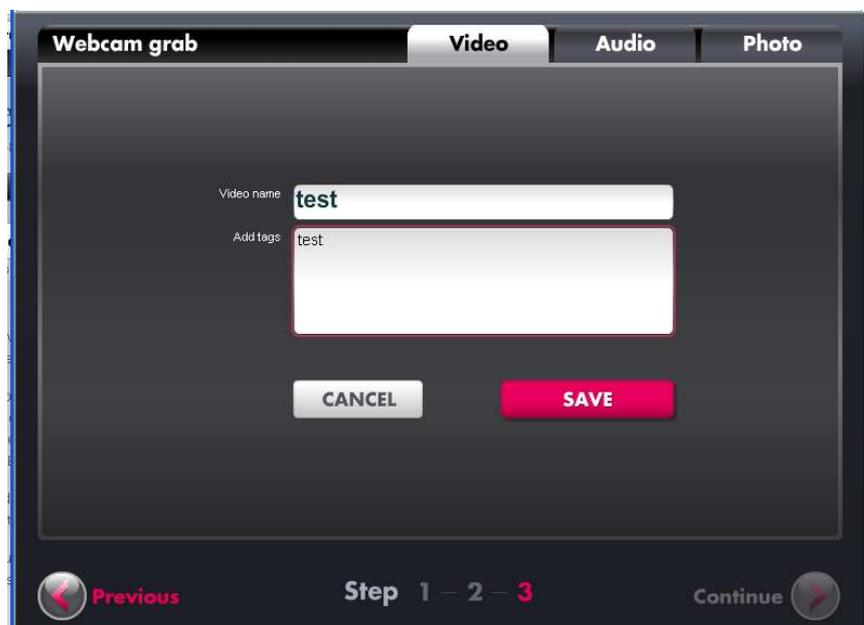 Webcam grab Video Audio Photo
Video name test
Add tags test
CANCEL SAVE
Previous Step 1 – 2 – 3 Continue